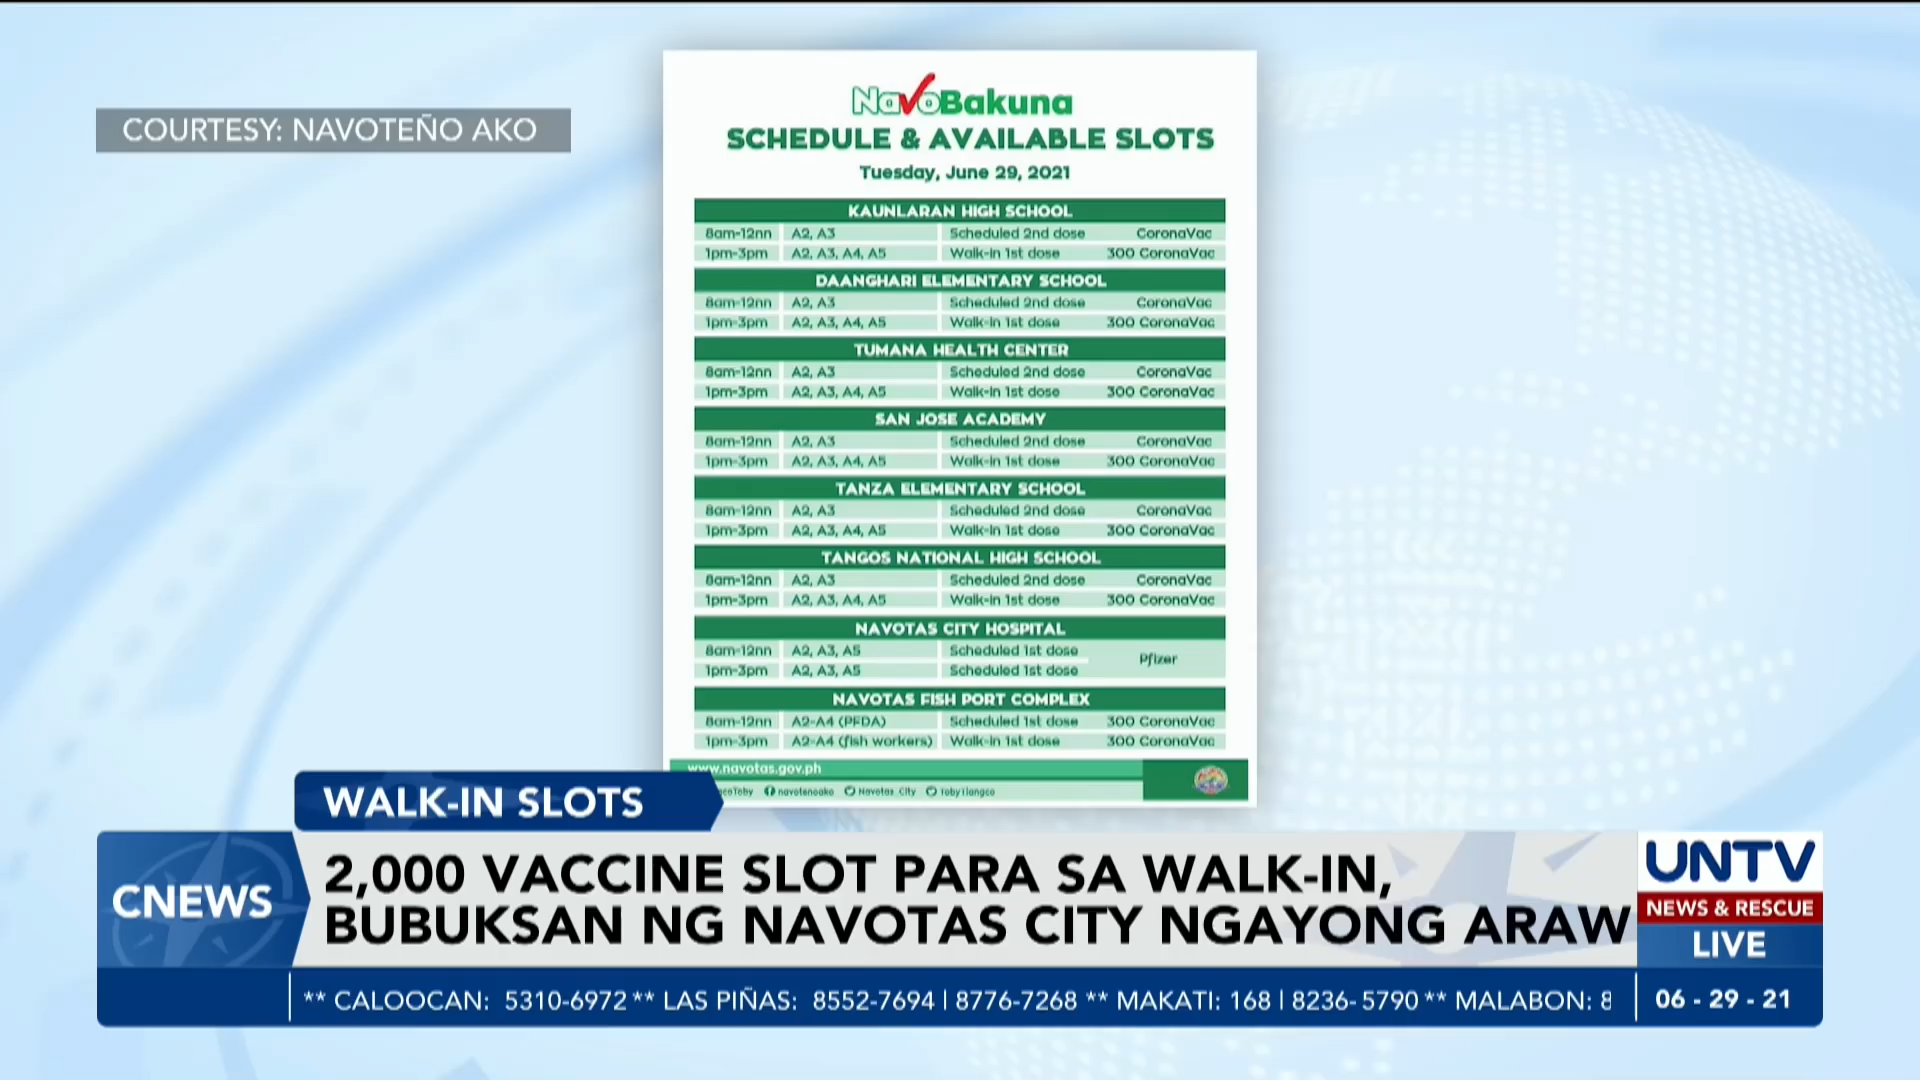 COURTESY: NAVOTEÑO AKO
NavoBakuna
SCHEDULE & AVAILABLE SLOTS
Tuesday, June 29, 2021
KAUNLARAN HIGH SCHOOL
8am-12nn A2, A3 Scheduled 2nd dose CoronaVac
1pm-3pm A2, A3, A4, A5 Walk-in 1st dose 300 CoronaVac
DAANGHARI ELEMENTARY SCHOOL
8am-12nn A2, A3 Scheduled 2nd dose CoronaVac
1pm-3pm A2, A3, A4, A5 Walk-in 1st dose 300 CoronaVac
TUMANA HEALTH CENTER
8am-12nn A2, A3 Scheduled 2nd dose CoronaVac
1pm-3pm A2, A3, A4, A5 Walk-in 1st dose 300 CoronaVac
SAN JOSE ACADEMY
8am-12nn A2, A3 Scheduled 2nd dose CoronaVac
1pm-3pm A2, A3, A4, A5 Walk-in 1st dose 300 CoronaVac
TANZA ELEMENTARY SCHOOL
8am-12nn A2, A3 Scheduled 2nd dose CoronaVac
1pm-3pm A2, A3, A4, A5 Walk-in 1st dose 300 CoronaVac
TANGOS NATIONAL HIGH SCHOOL
8am-12nn A2, A3 Scheduled 2nd dose CoronaVac
1pm-3pm A2, A3, A4, A5 Walk-in 1st dose 300 CoronaVac
NAVOTAS CITY HOSPITAL
8am-12nn A2, A3, A5 Scheduled 1st dose Pfizer
1pm-3pm A2, A3, A5 Scheduled 1st dose
NAVOTAS FISH PORT COMPLEX
8am-12nn A2-A4 (PFDA) Scheduled 1st dose 300 CoronaVac
1pm-3pm A2-A4 (fish workers) Walk-in 1st dose 300 CoronaVac
www.navotas.gov.ph
coToby navotenoako Navotas_City TobyTiangco
WALK-IN SLOTS
CNEWS
2,000 VACCINE SLOT PARA SA WALK-IN,
BUBUKSAN NG NAVOTAS CITY NGAYONG ARAW
UNTV
NEWS & RESCUE
LIVE
** CALOOCAN: 5310-6972 ** LAS PIÑAS: 8552-7694 | 8776-7268 ** MAKATI: 168 | 8236-5790 ** MALABON: 8
06 - 29 - 21